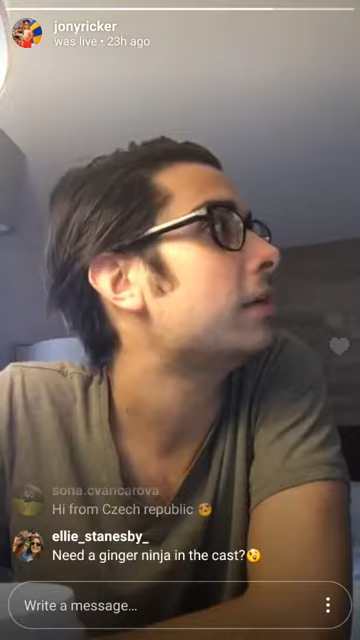 jonyricker
was live • 23h ago
sona.cvancarova
Hi from Czech republic 🤩
ellie_stanesby_
Need a ginger ninja in the cast?😲
Write a message...